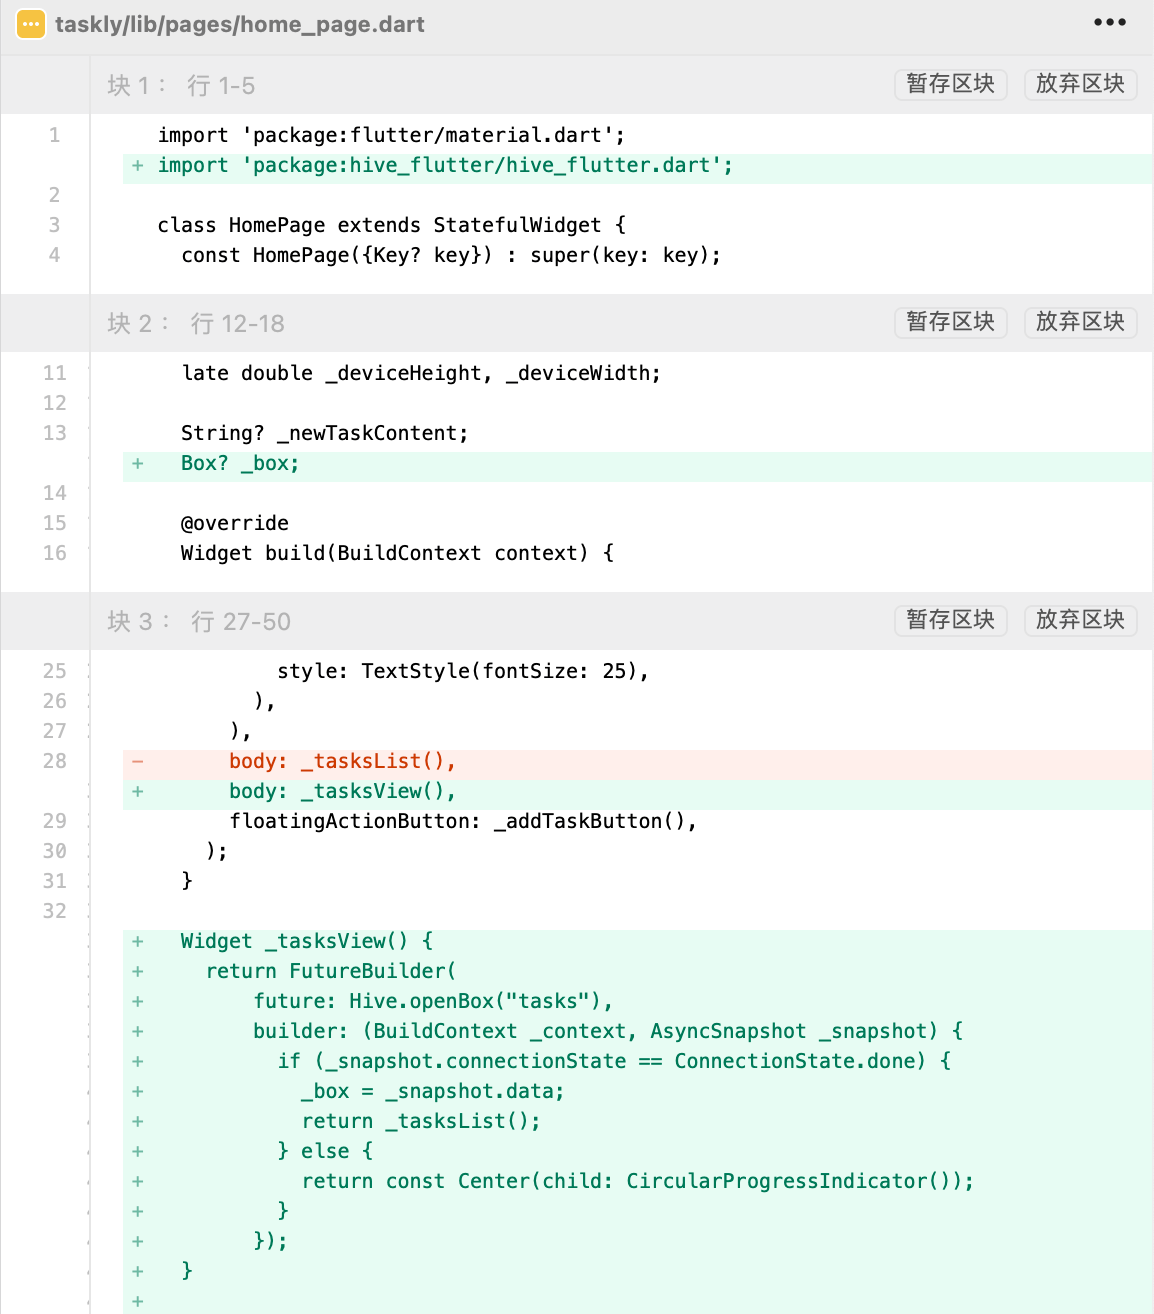 taskly/lib/pages/home_page.dart
块 1： 行 1-5 暂存区块 放弃区块
1 import 'package:flutter/material.dart';
+ import 'package:hive_flutter/hive_flutter.dart';
2
3 class HomePage extends StatefulWidget {
4 const HomePage({Key? key}) : super(key: key);
块 2： 行 12-18 暂存区块 放弃区块
11 late double _deviceHeight, _deviceWidth;
12
13 String? _newTaskContent;
+ Box? _box;
14
15 @override
16 Widget build(BuildContext context) {
块 3： 行 27-50 暂存区块 放弃区块
25 style: TextStyle(fontSize: 25),
26 ),
27 ),
28 − body: _tasksList(),
+ body: _tasksView(),
29 floatingActionButton: _addTaskButton(),
30 );
31 }
32
+ Widget _tasksView() {
+ return FutureBuilder(
+ future: Hive.openBox("tasks"),
+ builder: (BuildContext _context, AsyncSnapshot _snapshot) {
+ if (_snapshot.connectionState == ConnectionState.done) {
+ _box = _snapshot.data;
+ return _tasksList();
+ } else {
+ return const Center(child: CircularProgressIndicator());
+ }
+ });
+ }
+